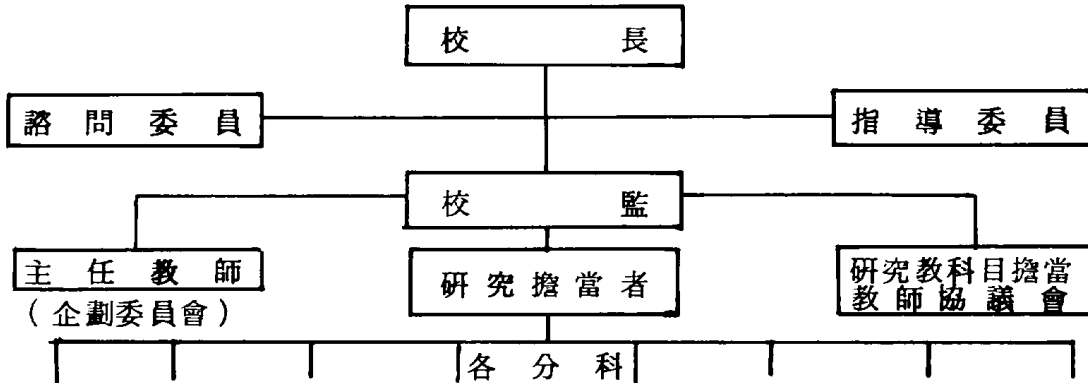 校長
諮問委員
指導委員
校監
主任教師
(企劃委員會)
研究擔當者
研究教科目擔當
教師協議會
各分科